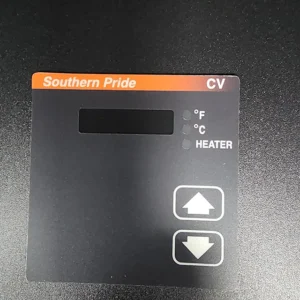 Southern Pride CV
°F
°C
HEATER